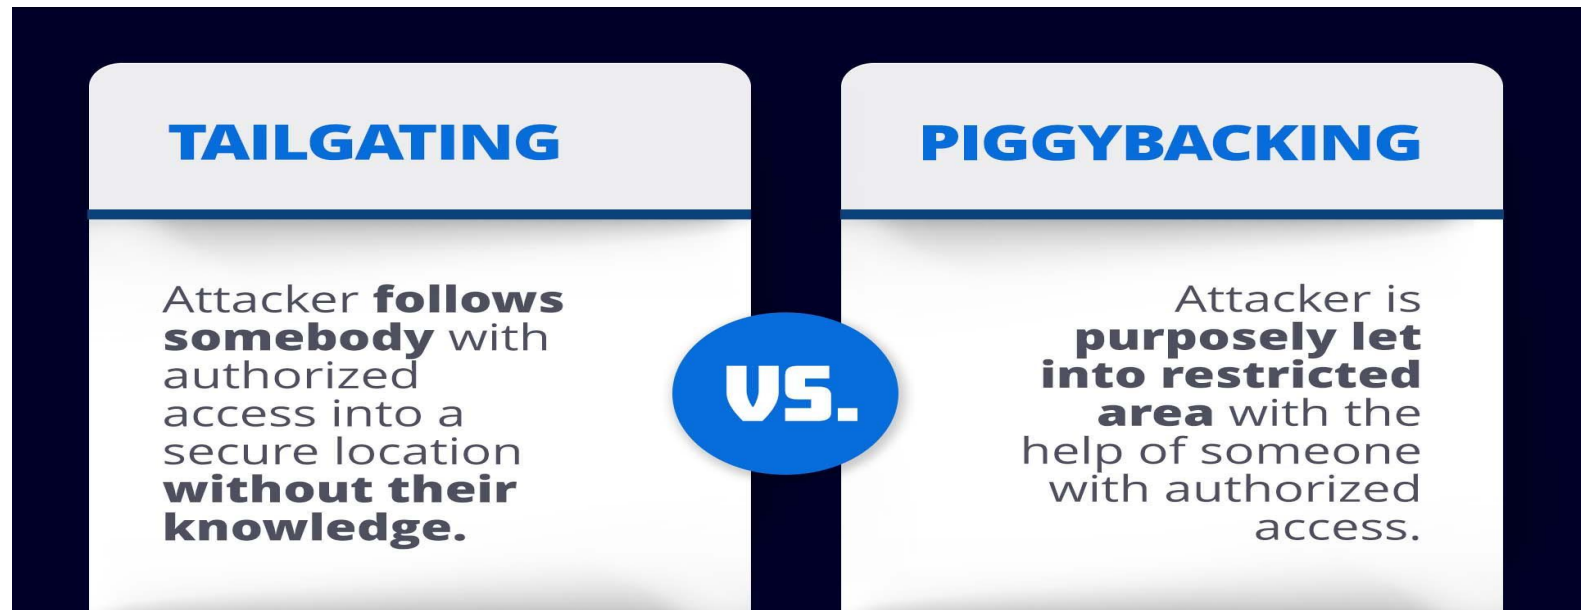 TAILGATING
Attacker follows
somebody with
authorized
access into a
secure location
without their
knowledge.
VS.
PIGGYBACKING
Attacker is
purposely let
into restricted
area with the
help of someone
with authorized
access.